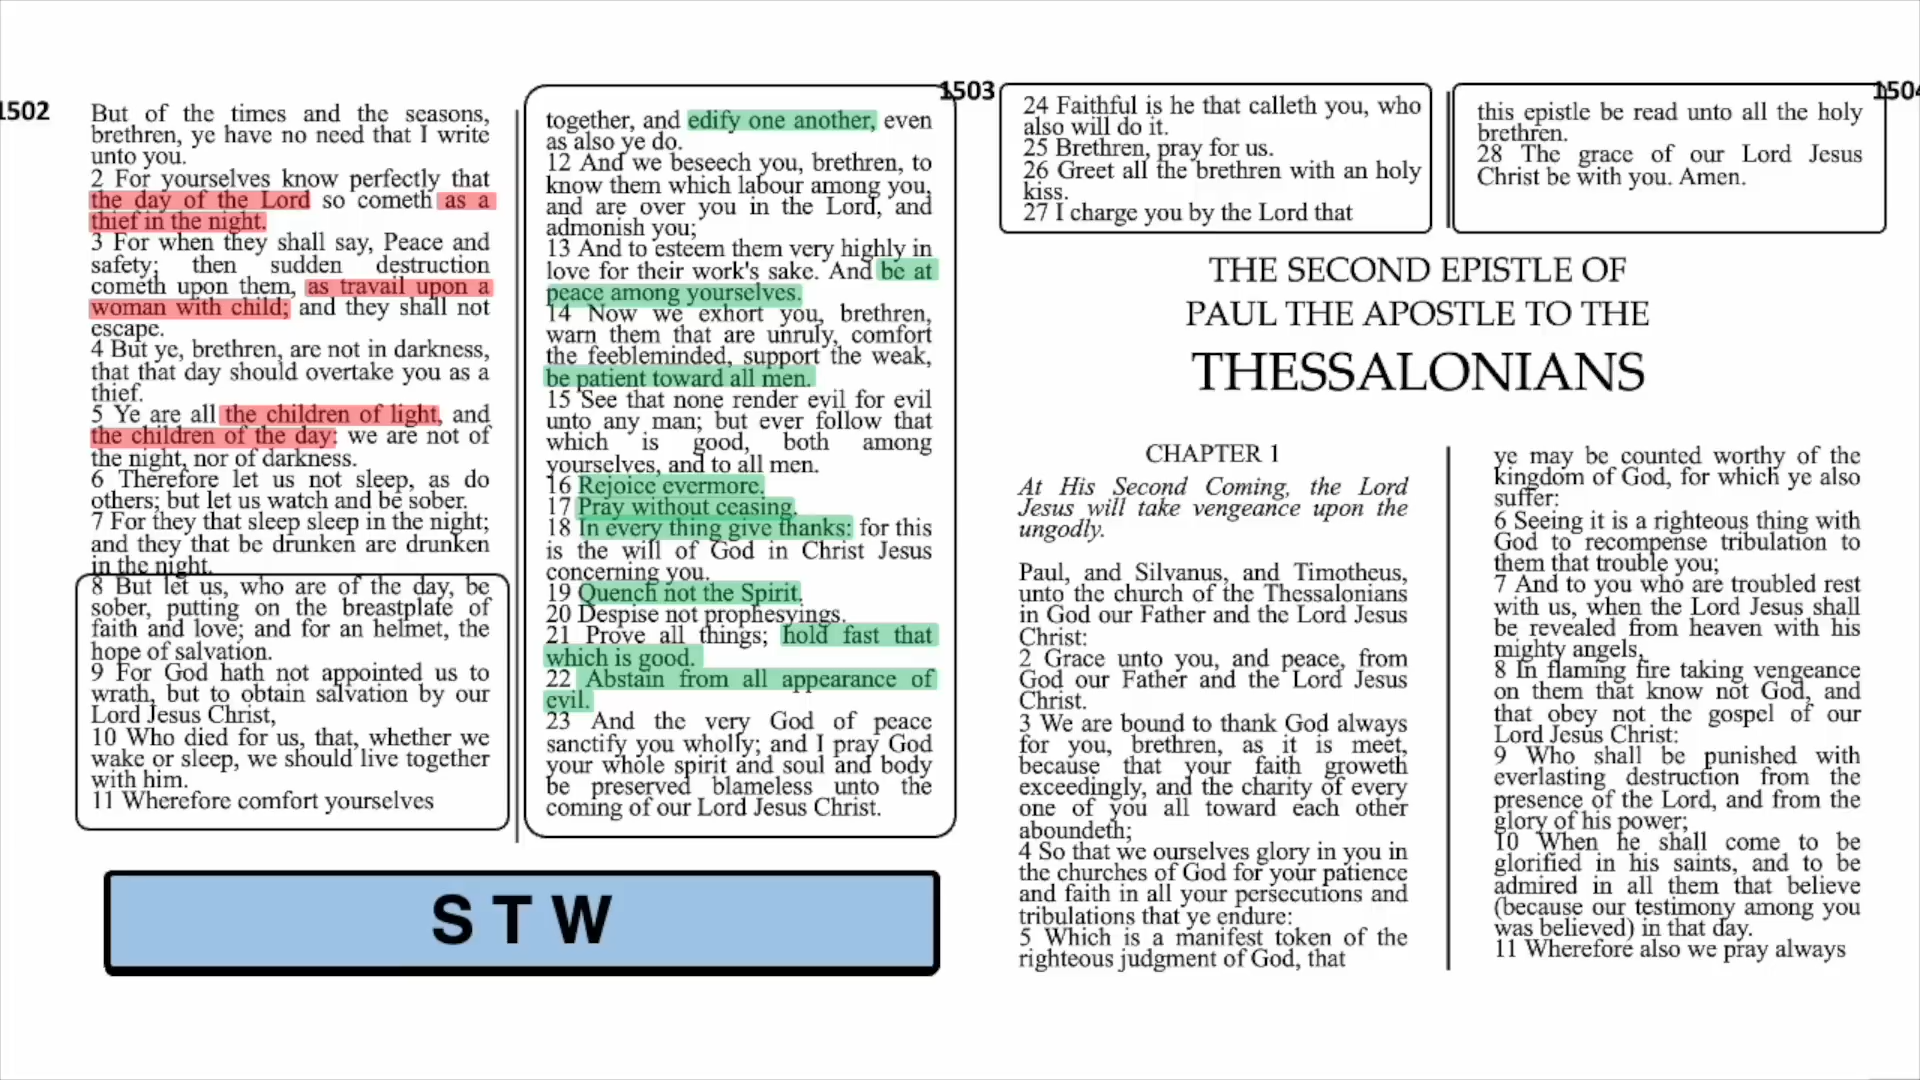 1502
But of the times and the seasons,
brethren, ye have no need that I write
unto you.
2 For yourselves know perfectly that
the day of the Lord so cometh as a
thief in the night.
3 For when they shall say, Peace and
safety; then sudden destruction
cometh upon them, as travail upon a
woman with child; and they shall not
escape.
4 But ye, brethren, are not in darkness,
that that day should overtake you as a
thief.
5 Ye are all the children of light, and
the children of the day: we are not of
the night, nor of darkness.
6 Therefore let us not sleep, as do
others; but let us watch and be sober.
7 For they that sleep sleep in the night;
and they that be drunken are drunken
in the night.
8 But let us, who are of the day, be
sober, putting on the breastplate of
faith and love; and for an helmet, the
hope of salvation.
9 For God hath not appointed us to
wrath, but to obtain salvation by our
Lord Jesus Christ,
10 Who died for us, that, whether we
wake or sleep, we should live together
with him.
11 Wherefore comfort yourselves
together, and edify one another, even
as also ye do.
12 And we beseech you, brethren, to
know them which labour among you,
and are over you in the Lord, and
admonish you;
13 And to esteem them very highly in
love for their work's sake. And be at
peace among yourselves.
14 Now we exhort you, brethren,
warn them that are unruly, comfort
the feebleminded, support the weak,
be patient toward all men.
15 See that none render evil for evil
unto any man; but ever follow that
which is good, both among
yourselves, and to all men.
16 Rejoice evermore.
17 Pray without ceasing.
18 In every thing give thanks: for this
is the will of God in Christ Jesus
concerning you.
19 Quench not the Spirit.
20 Despise not prophesyings.
21 Prove all things; hold fast that
which is good.
22 Abstain from all appearance of
evil.
23 And the very God of peace
sanctify you wholly; and I pray God
your whole spirit and soul and body
be preserved blameless unto the
coming of our Lord Jesus Christ.
S T W
1503
24 Faithful is he that calleth you, who
also will do it.
25 Brethren, pray for us.
26 Greet all the brethren with an holy
kiss.
27 I charge you by the Lord that
1504
this epistle be read unto all the holy
brethren.
28 The grace of our Lord Jesus
Christ be with you. Amen.
THE SECOND EPISTLE OF
PAUL THE APOSTLE TO THE
THESSALONIANS
CHAPTER 1
At His Second Coming, the Lord
Jesus will take vengeance upon the
ungodly.
Paul, and Silvanus, and Timotheus,
unto the church of the Thessalonians
in God our Father and the Lord Jesus
Christ:
2 Grace unto you, and peace, from
God our Father and the Lord Jesus
Christ.
3 We are bound to thank God always
for you, brethren, as it is meet,
because that your faith groweth
exceedingly, and the charity of every
one of you all toward each other
aboundeth;
4 So that we ourselves glory in you in
the churches of God for your patience
and faith in all your persecutions and
tribulations that ye endure:
5 Which is a manifest token of the
righteous judgment of God, that
ye may be counted worthy of the
kingdom of God, for which ye also
suffer:
6 Seeing it is a righteous thing with
God to recompense tribulation to
them that trouble you;
7 And to you who are troubled rest
with us, when the Lord Jesus shall
be revealed from heaven with his
mighty angels,
8 In flaming fire taking vengeance
on them that know not God, and
that obey not the gospel of our
Lord Jesus Christ:
9 Who shall be punished with
everlasting destruction from the
presence of the Lord, and from the
glory of his power;
10 When he shall come to be
glorified in his saints, and to be
admired in all them that believe
(because our testimony among you
was believed) in that day.
11 Wherefore also we pray always